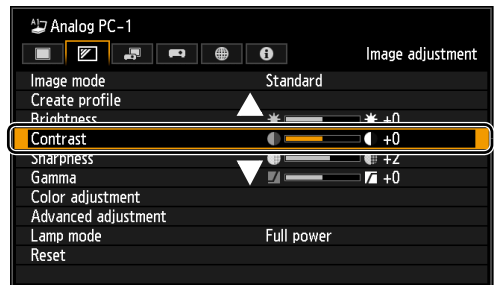 Analog PC-1
Image adjustment
Image mode Standard
Create profile
Brightness +0
Contrast +0
Sharpness +2
Gamma +0
Color adjustment
Advanced adjustment
Lamp mode Full power
Reset